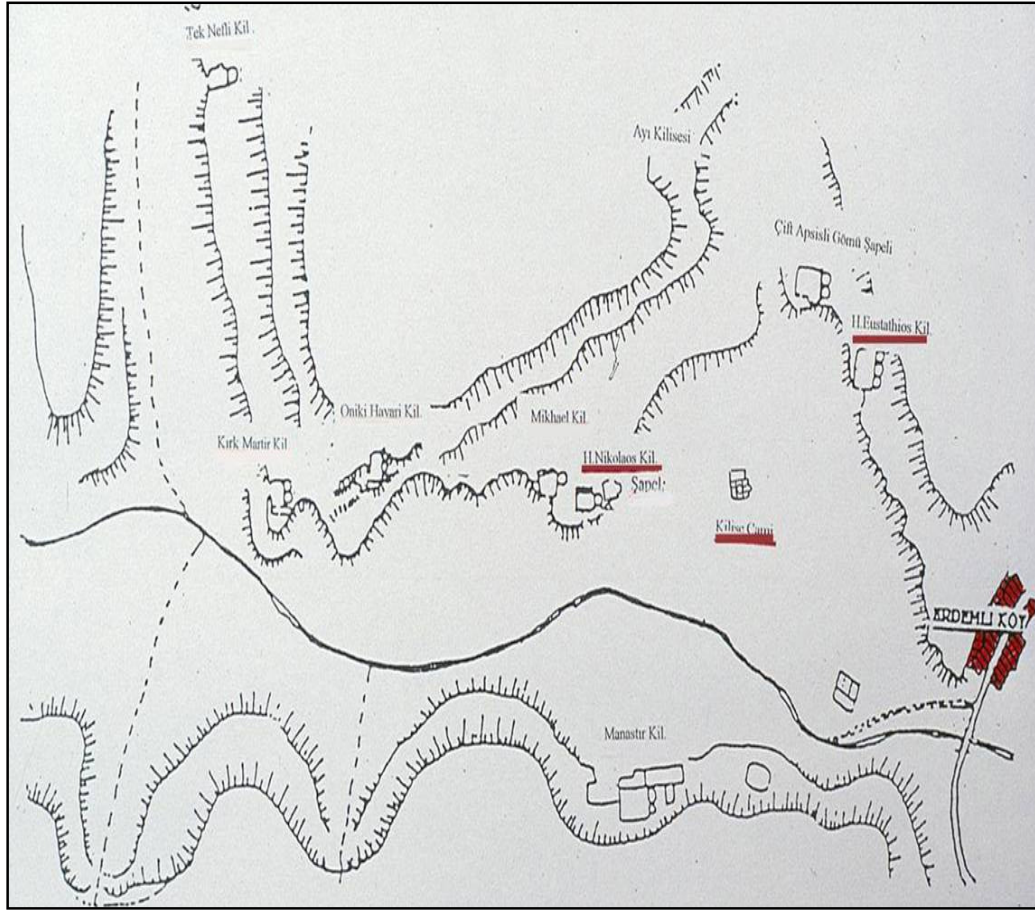 Tek Nefli Kil.
Ayı Kilisesi
Çift Apsisli Gömü Şapeli
H.Eustathios Kil.
Oniki Havari Kil.
Mikhael Kil.
Kırk Martir Kil
H.Nikolaos Kil.
Şapel
Kilise Cami
ERDEMLI KÖY
Manastır Kil.